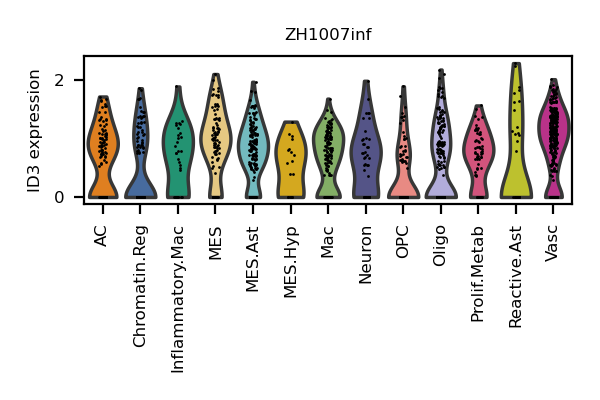 ZH1007inf
ID3 expression
2
0
AC
Chromatin.Reg
Inflammatory.Mac
MES
MES.Ast
MES.Hyp
Mac
Neuron
OPC
Oligo
Prolif.Metab
Reactive.Ast
Vasc